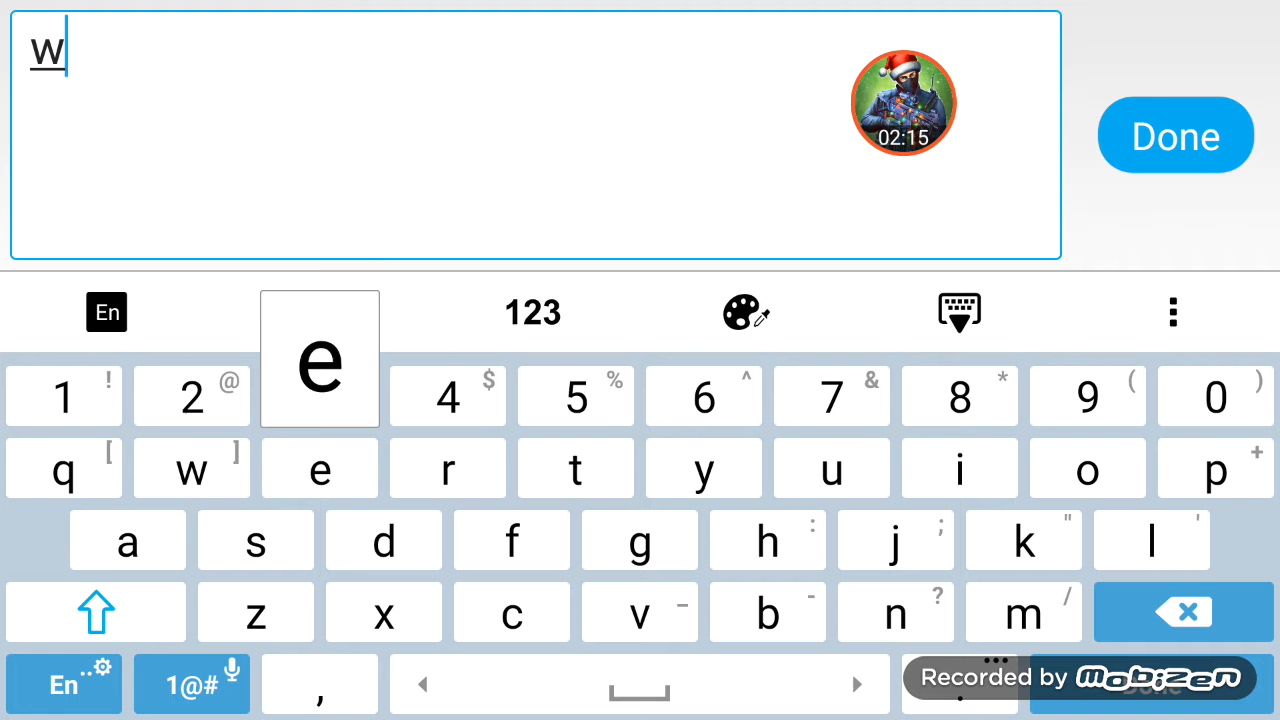 w
02:15
Done
En 123
e
1 ! 2 @ 4 $ 5 % 6 ^ 7 & 8 * 9 ( 0 )
q [ w ] e r t y u i o p +
a s d f g h : j ; k " l '
z x c v _ b - n ? m /
En 1@# , . Done
Recorded by mobizen